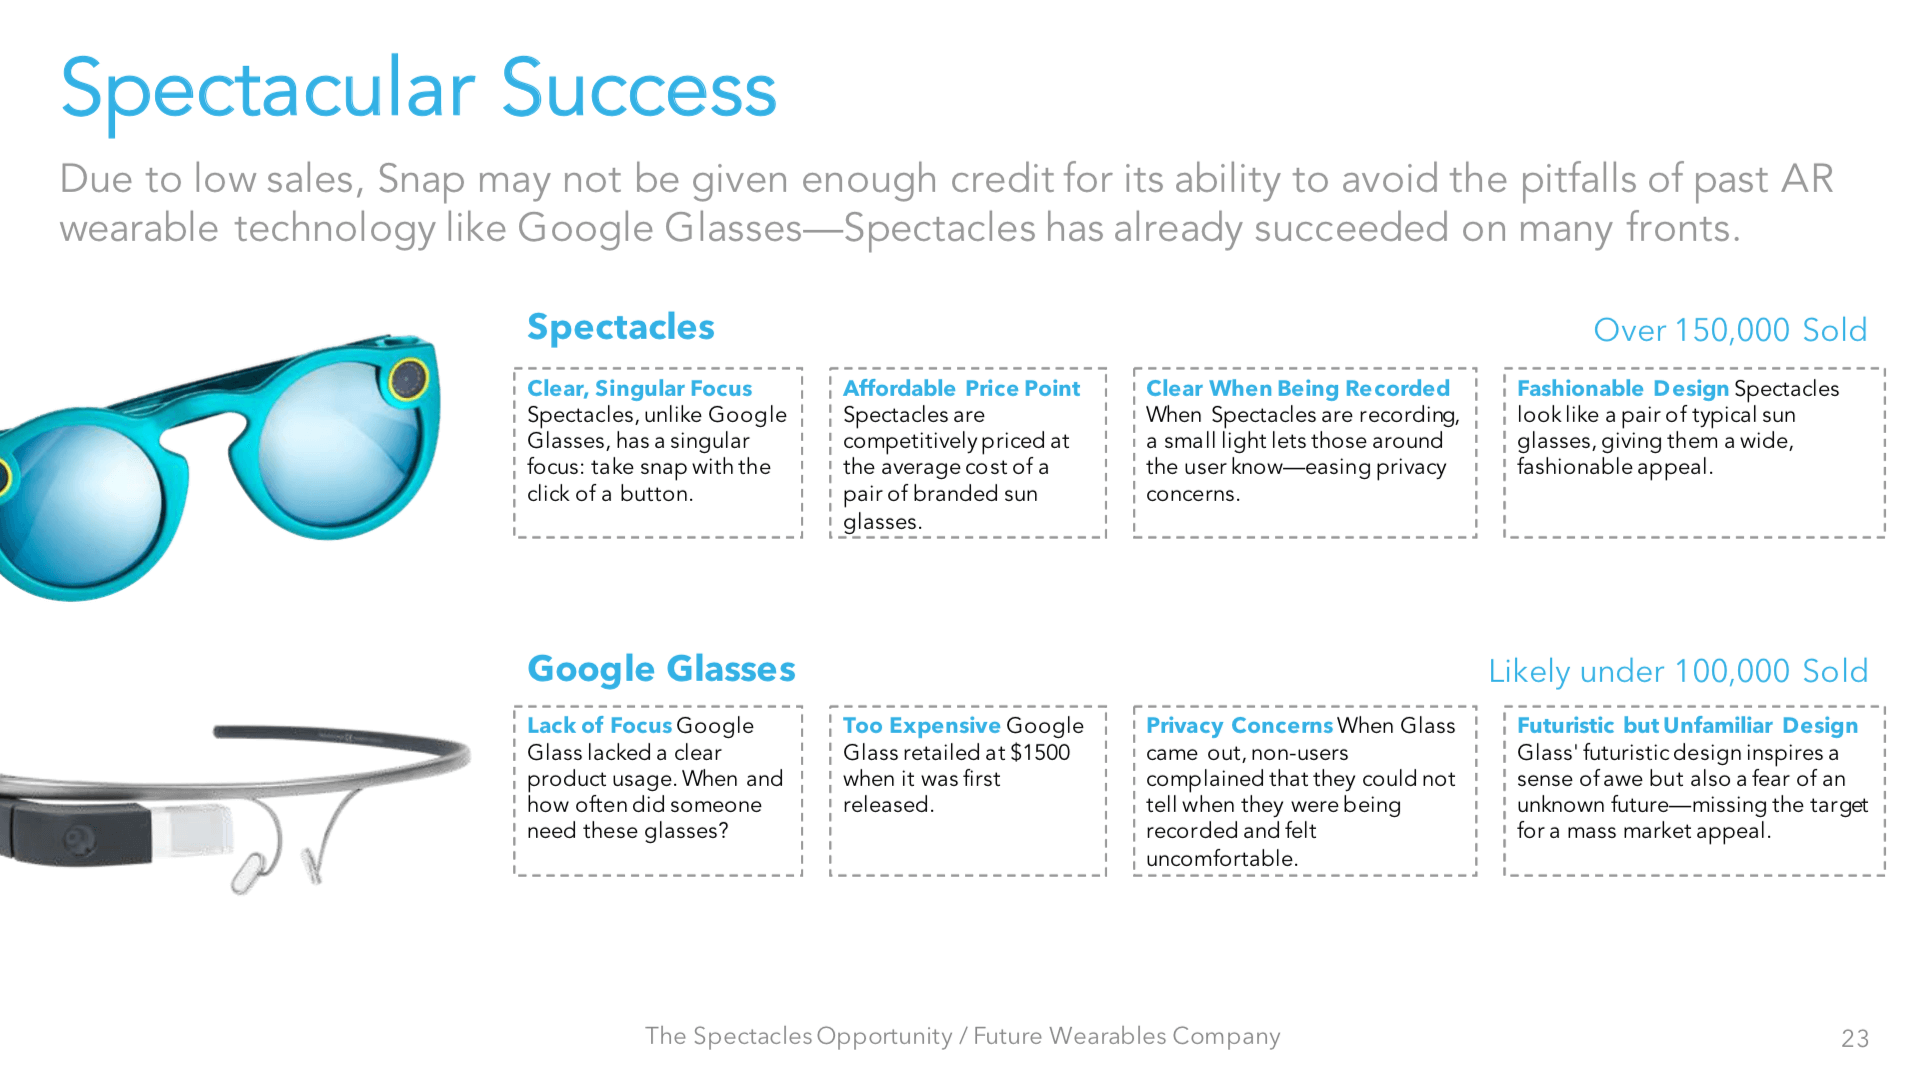 Spectacular Success
Due to low sales, Snap may not be given enough credit for its ability to avoid the pitfalls of past AR
wearable technology like Google Glasses—Spectacles has already succeeded on many fronts.
Spectacles
Over 150,000 Sold
Clear, Singular Focus
Spectacles, unlike Google
Glasses, has a singular
focus: take snap with the
click of a button.
Affordable Price Point
Spectacles are
competitively priced at
the average cost of a
pair of branded sun
glasses.
Clear When Being Recorded
When Spectacles are recording,
a small light lets those around
the user know—easing privacy
concerns.
Fashionable Design Spectacles
look like a pair of typical sun
glasses, giving them a wide,
fashionable appeal.
Google Glasses
Likely under 100,000 Sold
Lack of Focus Google
Glass lacked a clear
product usage. When and
how often did someone
need these glasses?
Too Expensive Google
Glass retailed at $1500
when it was first
released.
Privacy Concerns When Glass
came out, non-users
complained that they could not
tell when they were being
recorded and felt
uncomfortable.
Futuristic but Unfamiliar Design
Glass' futuristic design inspires a
sense of awe but also a fear of an
unknown future—missing the target
for a mass market appeal.
The Spectacles Opportunity / Future Wearables Company
23